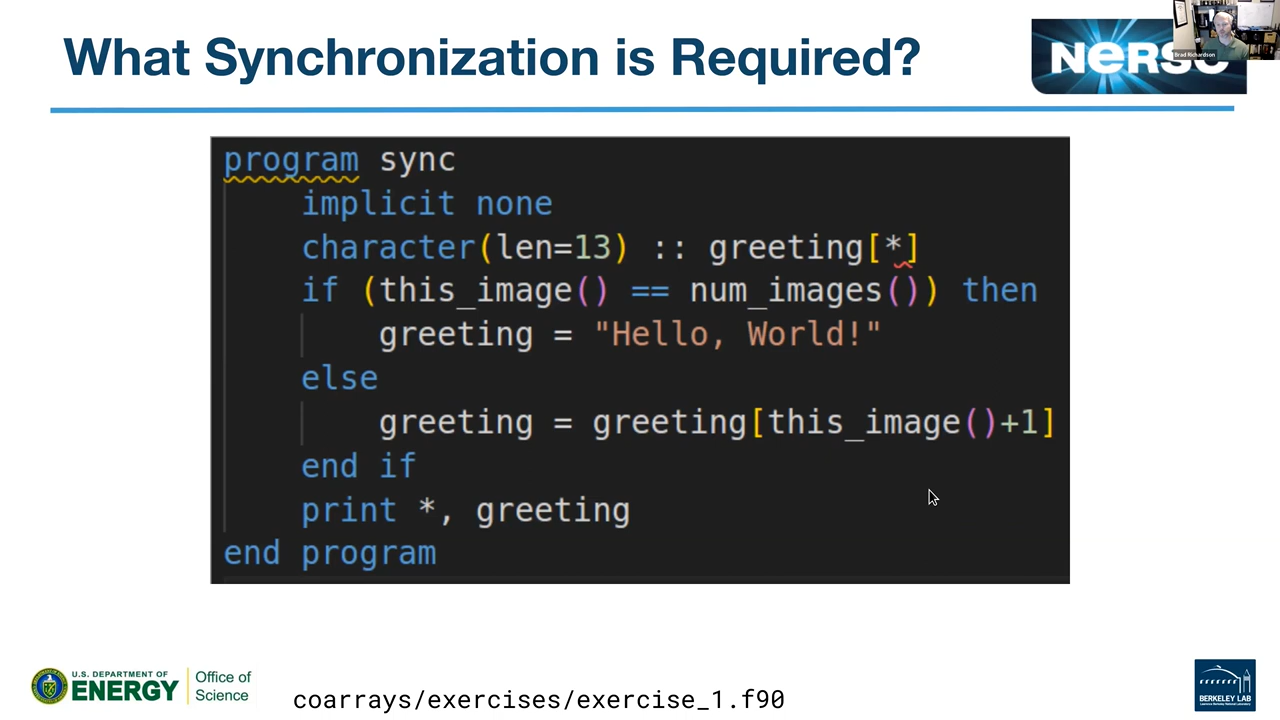 What Synchronization is Required?
NERSC
Brad Richardson
program sync
implicit none
character(len=13) :: greeting[*]
if (this_image() == num_images()) then
greeting = "Hello, World!"
else
greeting = greeting[this_image()+1]
end if
print *, greeting
end program
U.S. DEPARTMENT OF
ENERGY
Office of
Science
coarrays/exercises/exercise_1.f90
BERKELEY LAB